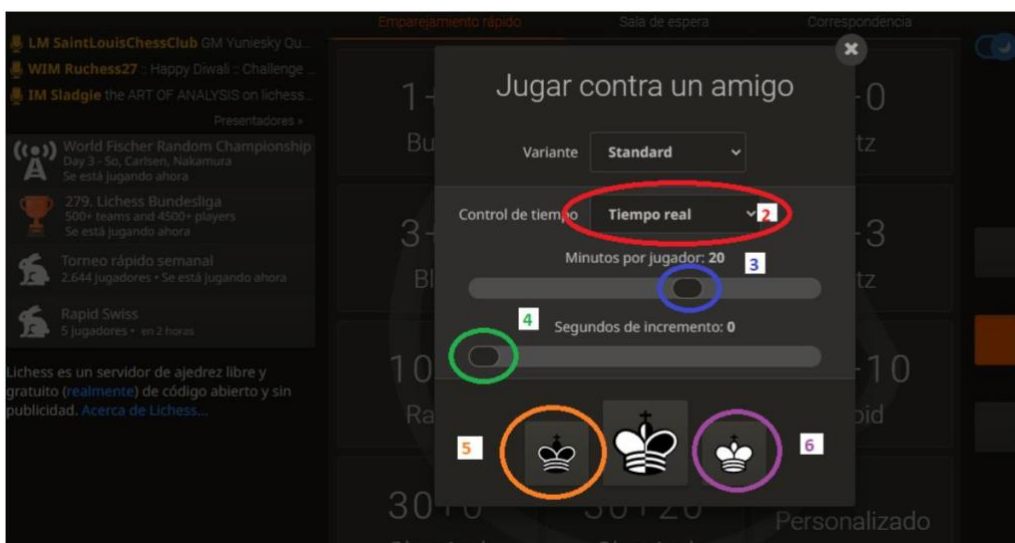 Emparejamiento rápido
Sala de espera
Correspondencia
LM SaintLouisChessClub GM Yuniesky Qu...
WIM Ruchess27 :: Happy Diwali :: Challenge ...
IM Sladgie the ART OF ANALYSIS on lichess...
Presentadores »
World Fischer Random Championship
Day 3 - So, Carlsen, Nakamura
Se está jugando ahora
279. Lichess Bundesliga
500+ teams and 4500+ players
Se está jugando ahora
Torneo rápido semanal
2.644 jugadores • Se está jugando ahora
Rapid Swiss
5 jugadores • en 2 horas
Lichess es un servidor de ajedrez libre y
gratuito (realmente) de código abierto y sin
publicidad. Acerca de Lichess...
Jugar contra un amigo
Variante Standard
Control de tiempo Tiempo real 2
Minutos por jugador: 20
3
4
Segundos de incremento: 0
5
6
30+0
30+20
Personalizado